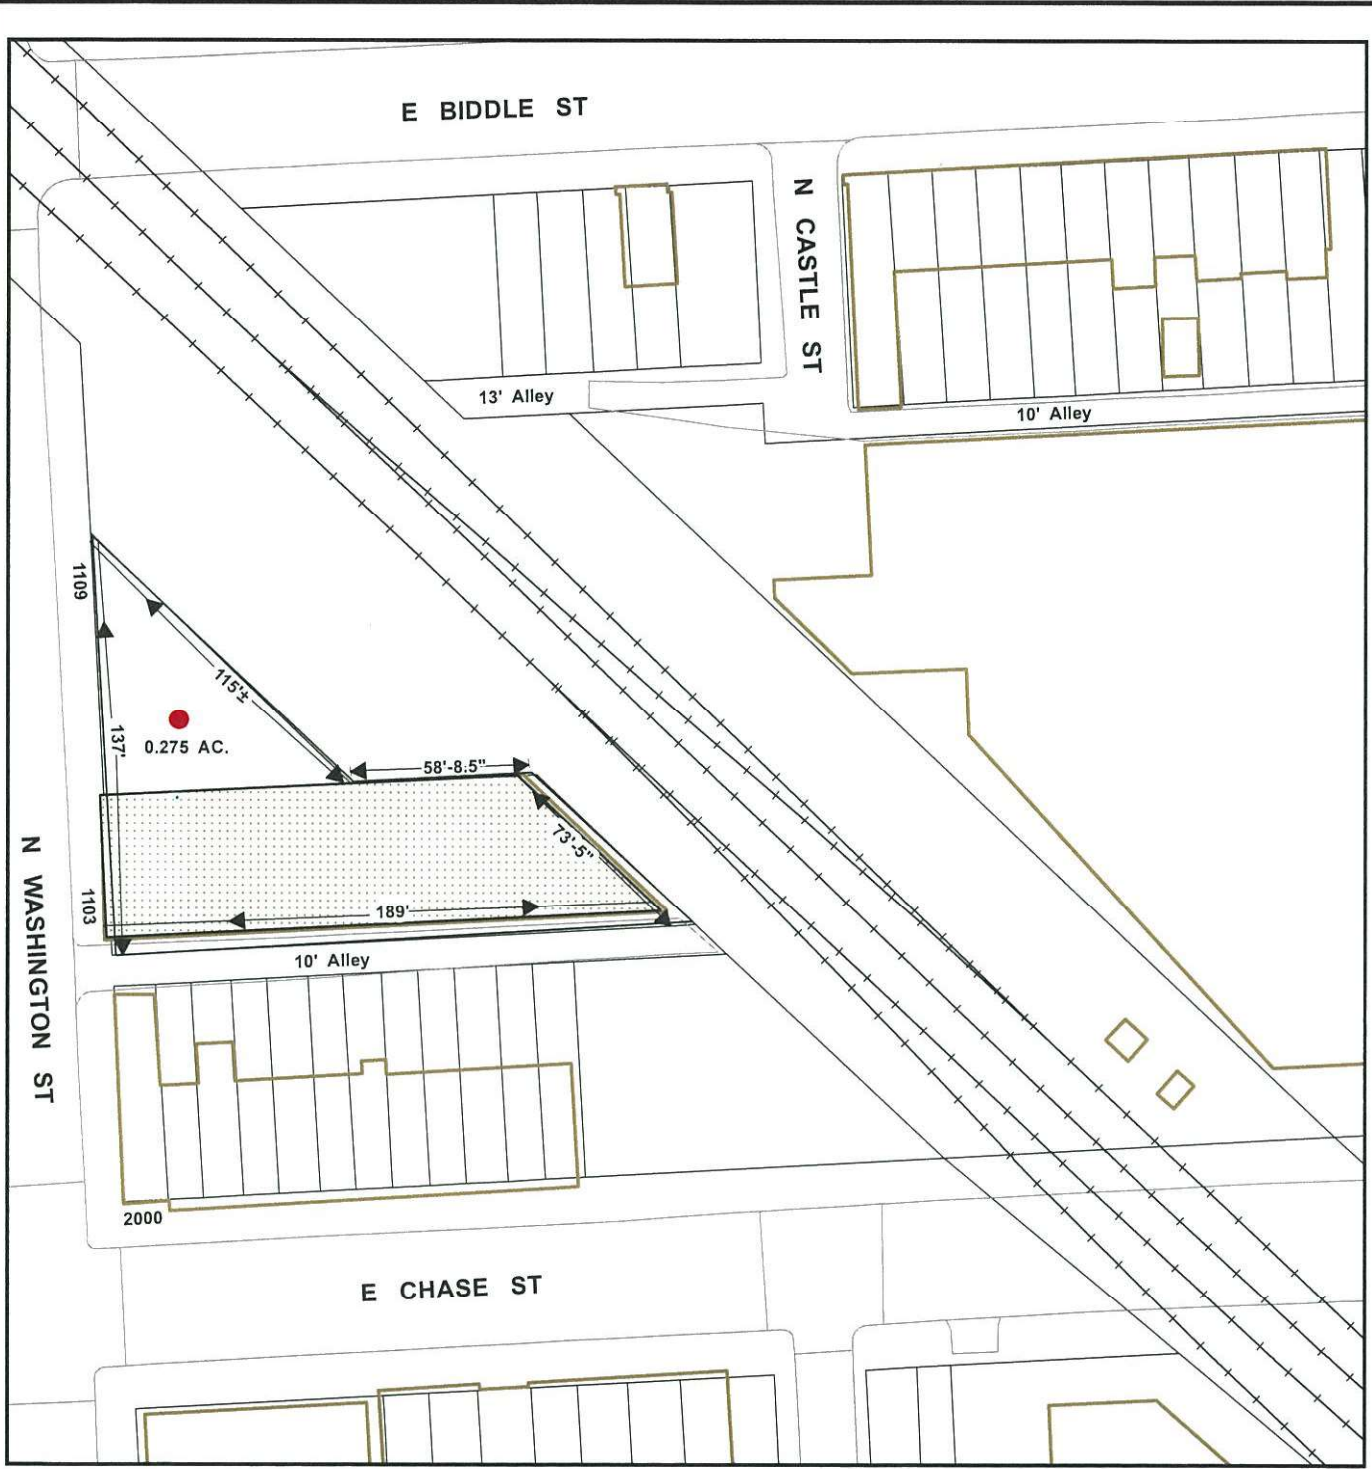 E BIDDLE ST
N CASTLE ST
13' Alley
10' Alley
1109
115'±
137'
0.275 AC.
58'-8.5"
73'-5"
N WASHINGTON ST
1103
189'
10' Alley
2000
E CHASE ST